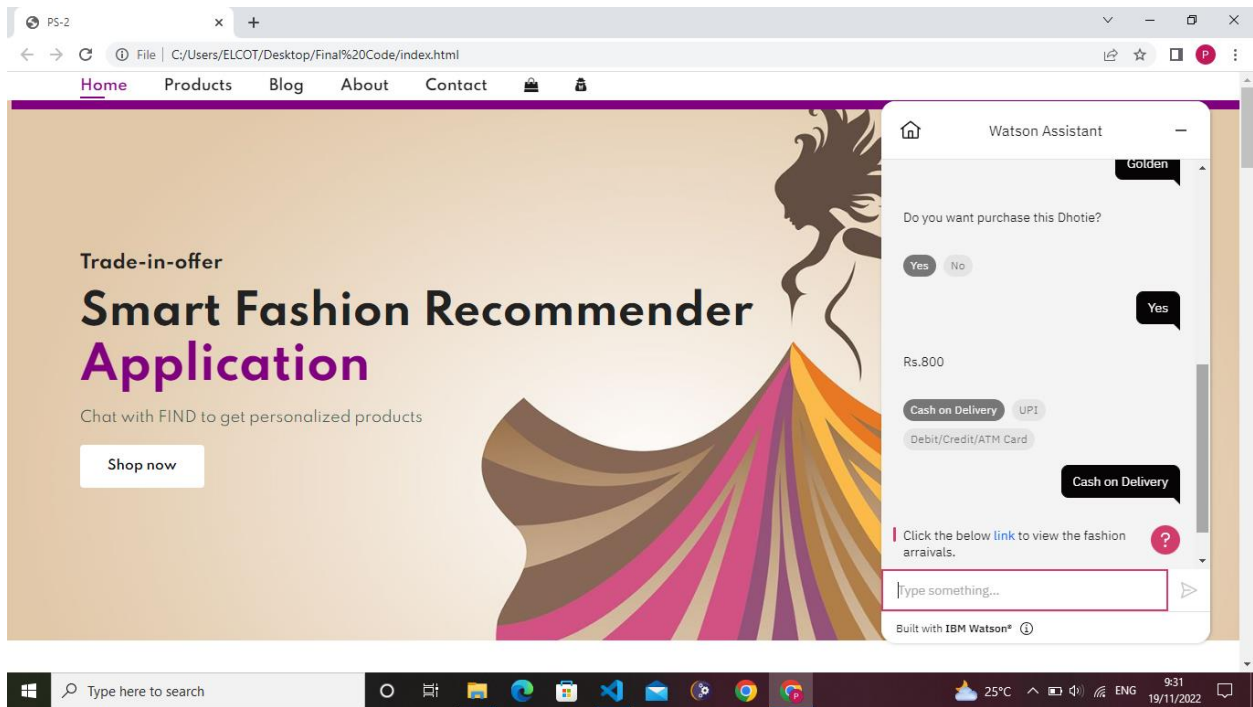 PS-2
File | C:/Users/ELCOT/Desktop/Final%20Code/index.html
P
Home Products Blog About Contact
Trade-in-offer
Smart Fashion Recommender
Application
Chat with FIND to get personalized products
Shop now
Watson Assistant
Golden
Do you want purchase this Dhotie?
Yes No
Yes
Rs.800
Cash on Delivery UPI
Debit/Credit/ATM Card
Cash on Delivery
Click the below link to view the fashion
arraivals.
?
Type something...
Built with IBM Watson®
Type here to search
25°C
ENG
9:31
19/11/2022